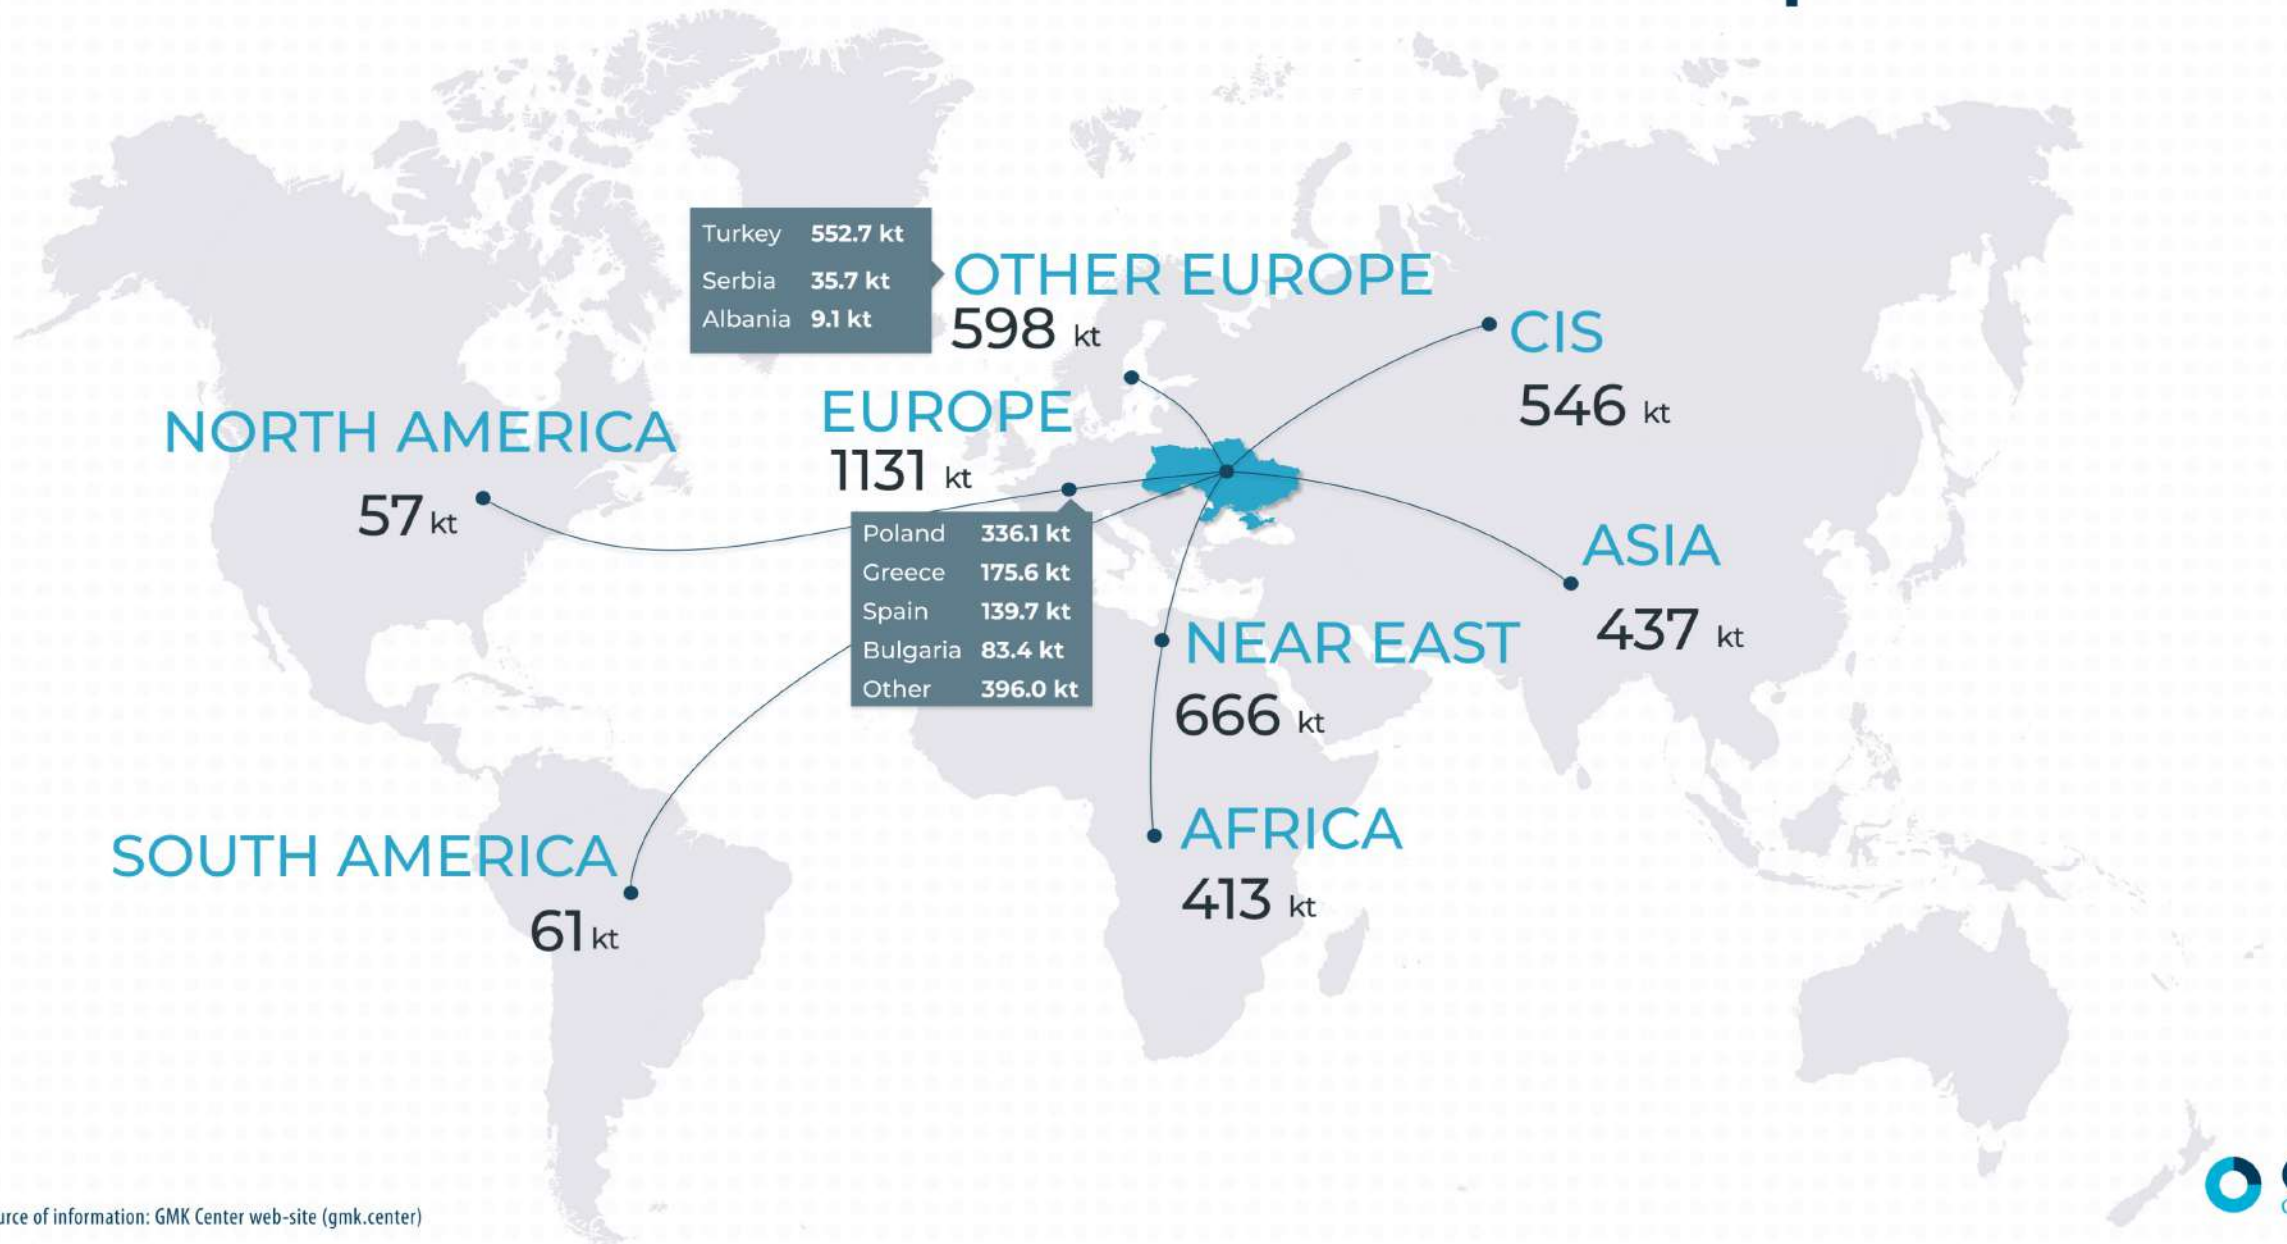 Turkey 552.7 kt
Serbia 35.7 kt
Albania 9.1 kt
OTHER EUROPE
598 kt
CIS
546 kt
EUROPE
1131 kt
NORTH AMERICA
57 kt
Poland 336.1 kt
Greece 175.6 kt
Spain 139.7 kt
Bulgaria 83.4 kt
Other 396.0 kt
ASIA
437 kt
NEAR EAST
666 kt
AFRICA
413 kt
SOUTH AMERICA
61 kt
of information: GMK Center web-site (gmk.center)